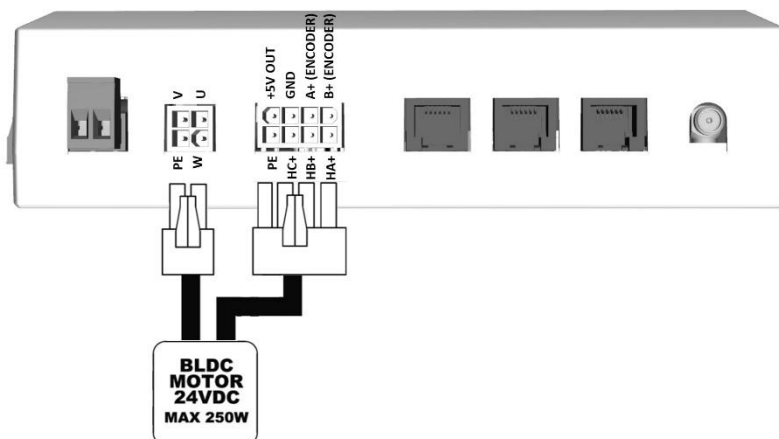 V
U
PE
W
+5V OUT
GND
A+ (ENCODER)
B+ (ENCODER)
PE
HC+
HB+
HA+
BLDC
MOTOR
24VDC
MAX 250W